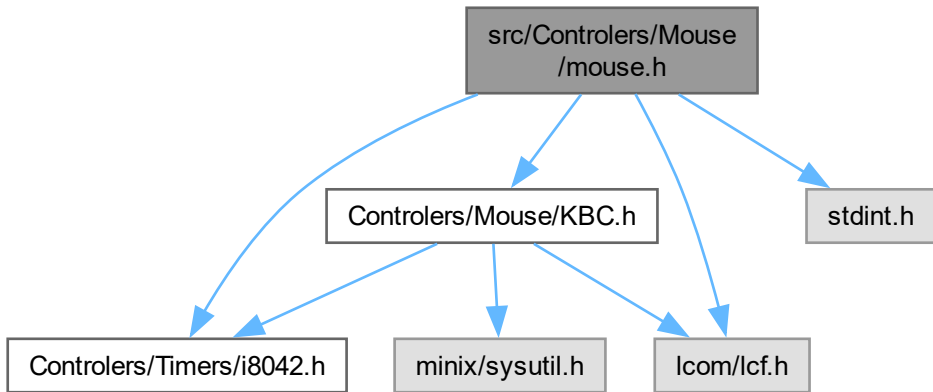 src/Controlers/Mouse
/mouse.h
Controlers/Mouse/KBC.h
stdint.h
Controlers/Timers/i8042.h
minix/sysutil.h
lcom/lcf.h